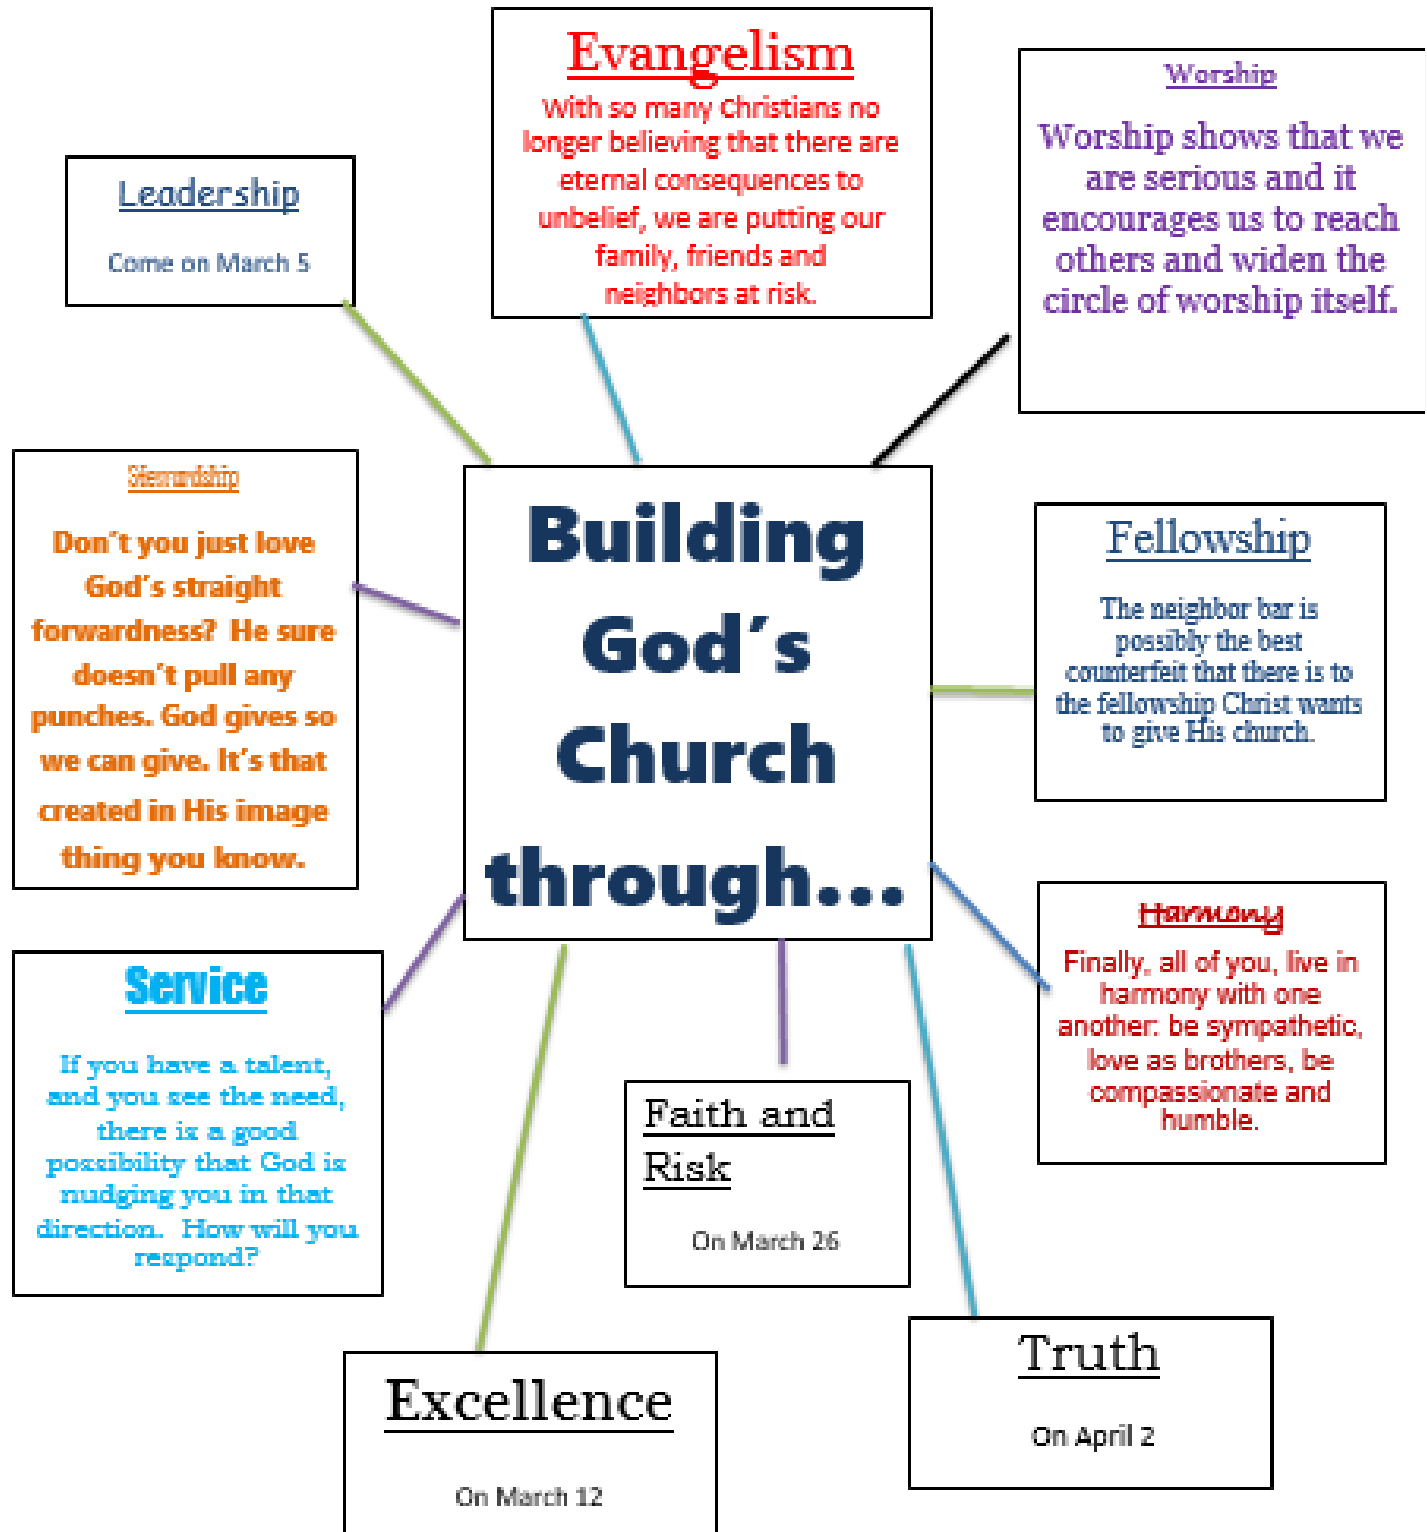 Evangelism
With so many Christians no
longer believing that there are
eternal consequences to
unbelief, we are putting our
family, friends and
neighbors at risk.
Worship
Worship shows that we
are serious and it
encourages us to reach
others and widen the
circle of worship itself.
Leadership
Come on March 5
Stewardship
Don't you just love
God's straight
forwardness? He sure
doesn't pull any
punches. God gives so
we can give. It's that
created in His image
thing you know.
Building
God's
Church
through...
Fellowship
The neighbor bar is
possibly the best
counterfeit that there is to
the fellowship Christ wants
to give His church.
Harmony
Finally, all of you, live in
harmony with one
another: be sympathetic,
love as brothers, be
compassionate and
humble.
Service
If you have a talent,
and you see the need,
there is a good
possibility that God is
nudging you in that
direction. How will you
respond?
Faith and
Risk
On March 26
Truth
On April 2
Excellence
On March 12